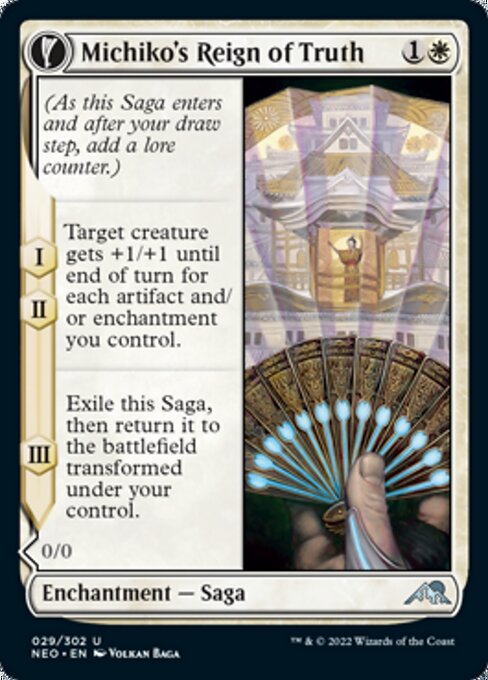 Michiko's Reign of Truth 1
(As this Saga enters
and after your draw
step, add a lore
counter.)
I
II
Target creature
gets +1/+1 until
end of turn for
each artifact and/
or enchantment
you control.
III
Exile this Saga,
then return it to
the battlefield
transformed
under your
control.
0/0
Enchantment — Saga
029/302 U
NEO • EN VOLKAN BAGA
™ & © 2022 Wizards of the Coast